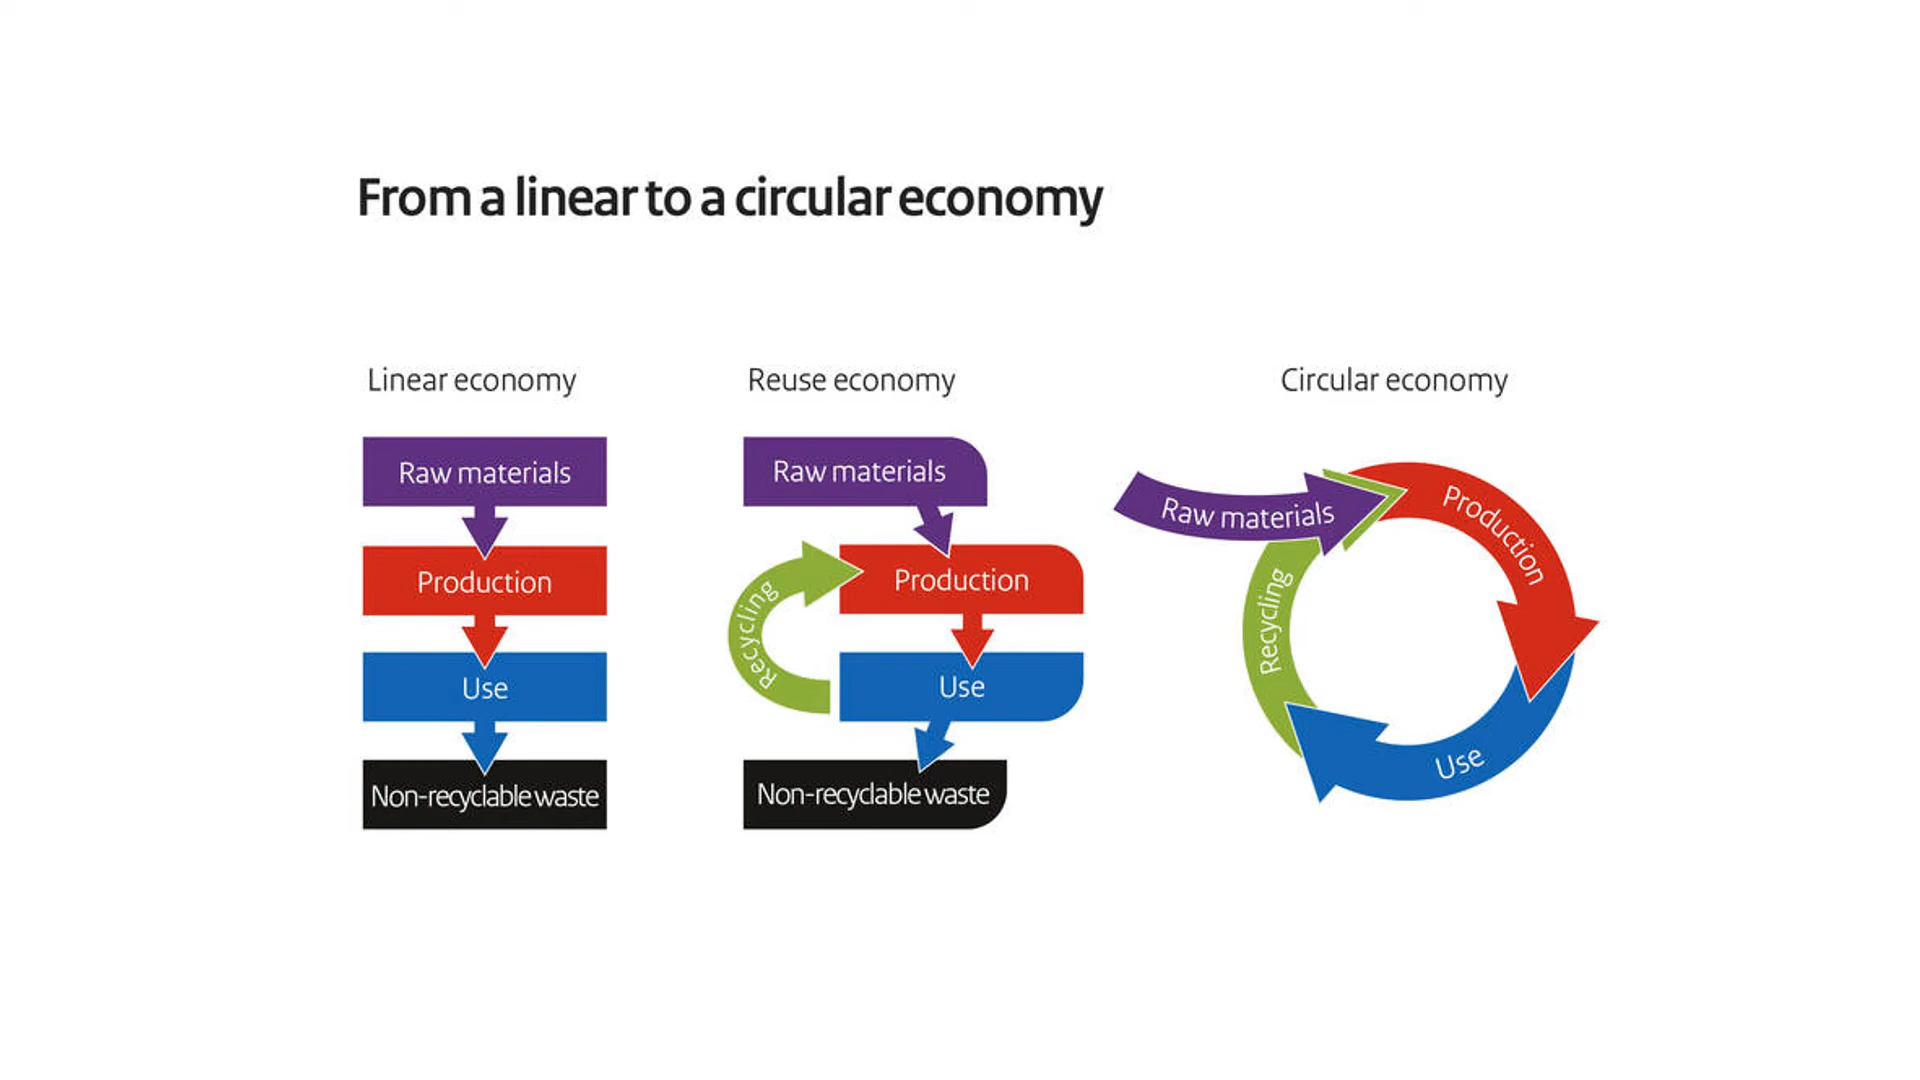 From a linear to a circular economy
Linear economy
Raw materials
Production
Use
Non-recyclable waste
Reuse economy
Raw materials
Production
Recycling
Use
Non-recyclable waste
Circular economy
Raw materials
Production
Recycling
Use